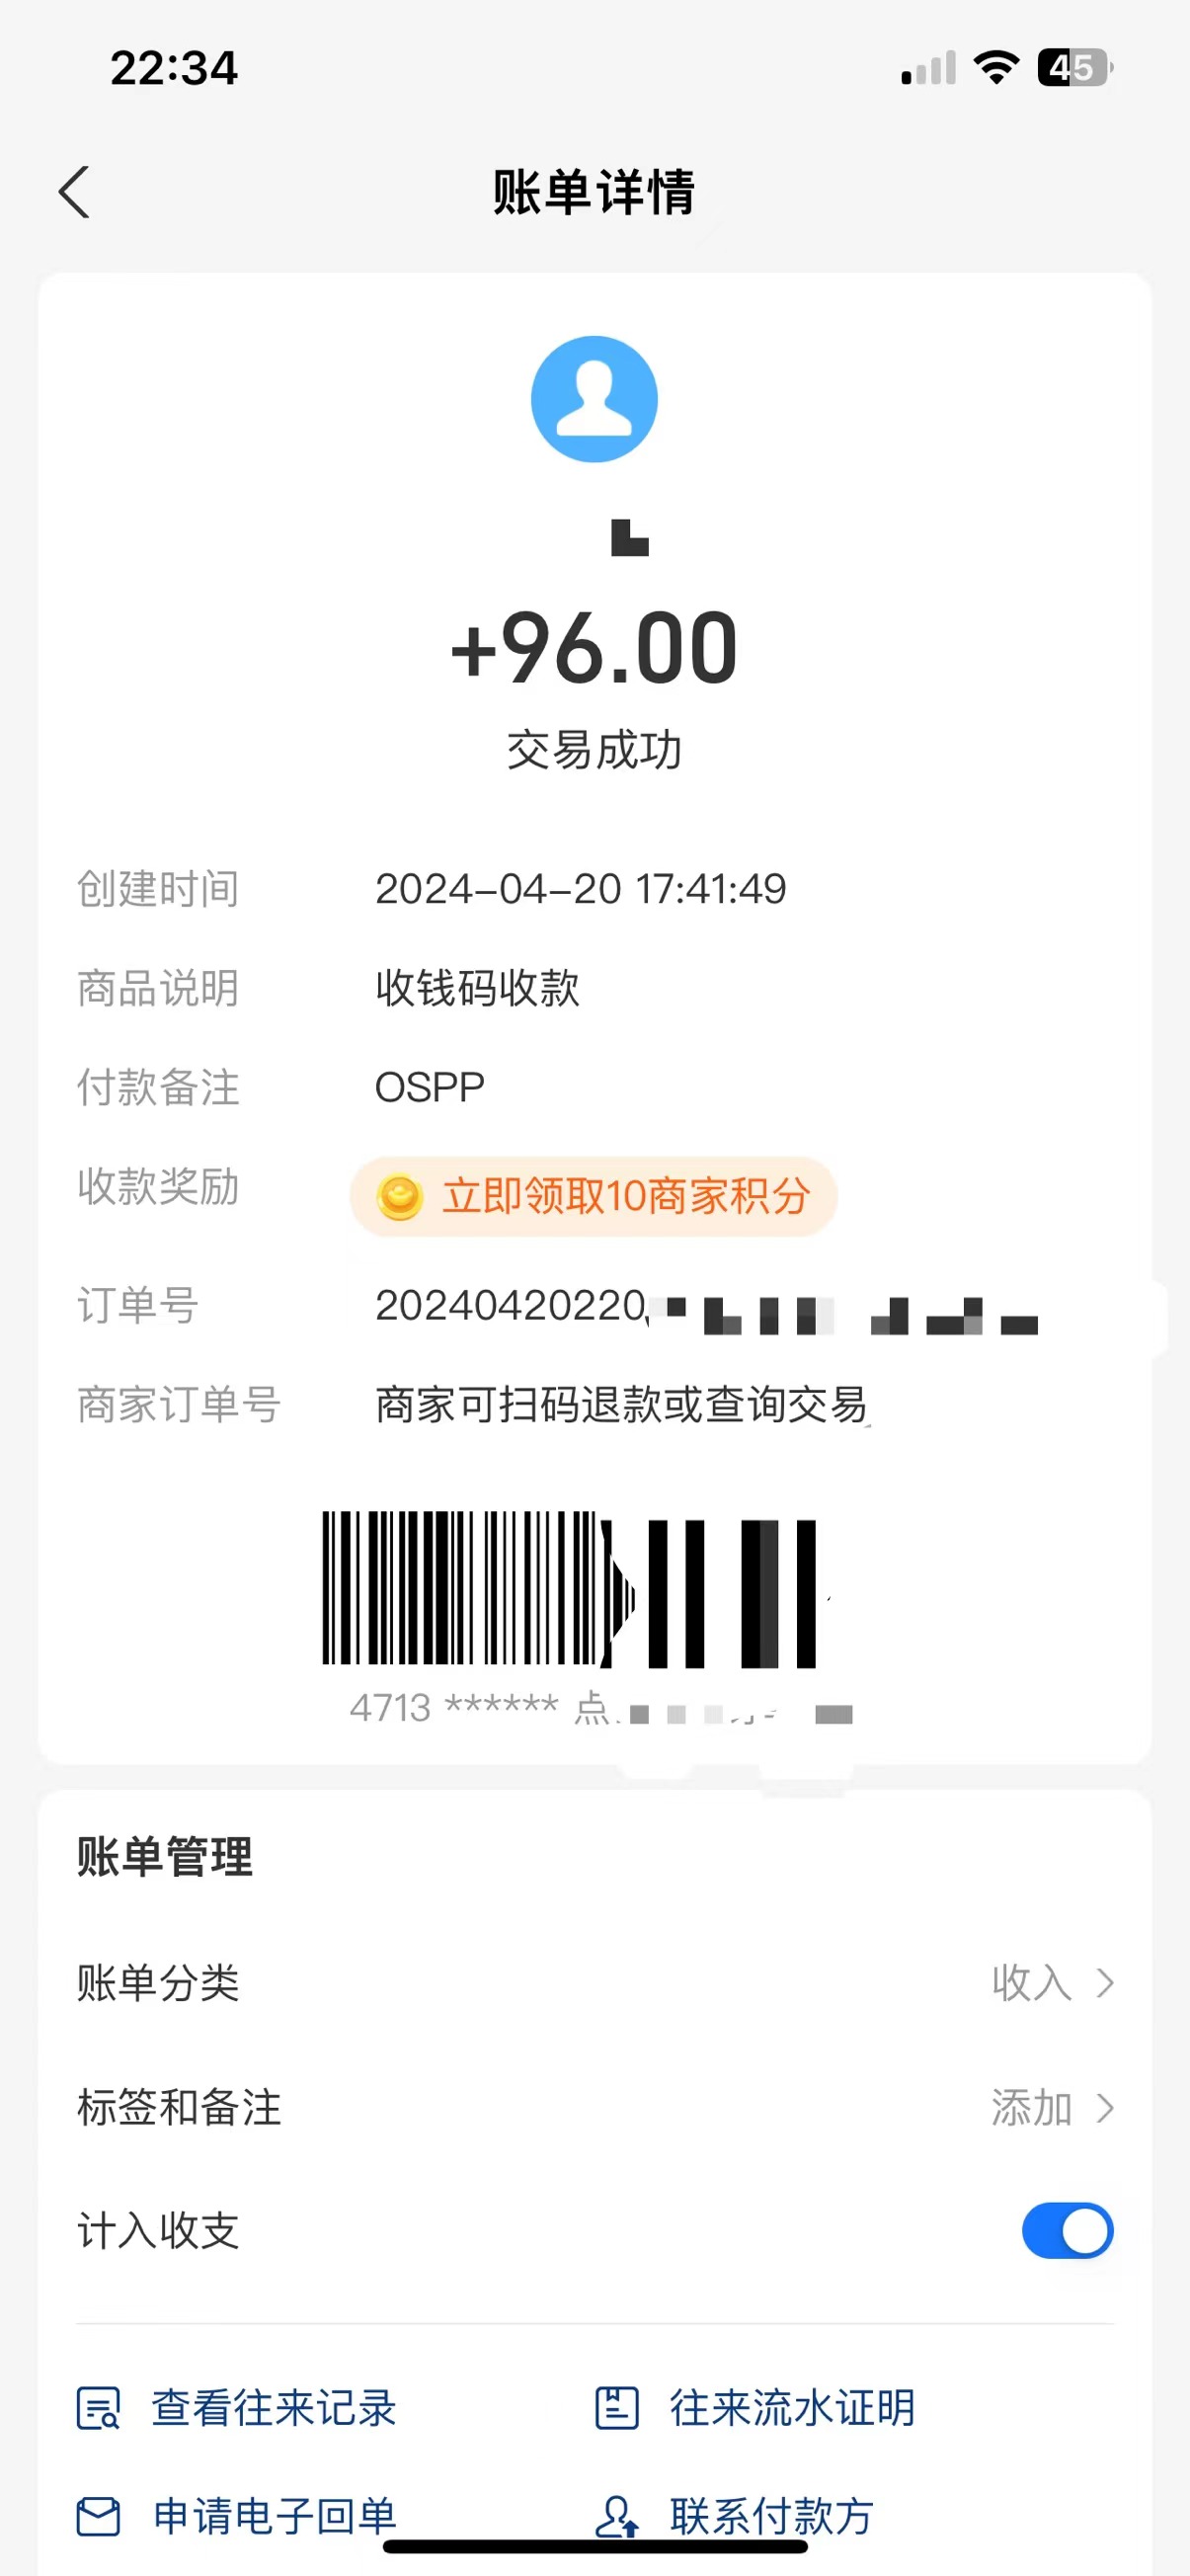 22:34
45
账单详情
+96.00
交易成功
创建时间 2024-04-20 17:41:49
商品说明 收钱码收款
付款备注 OSPP
收款奖励 立即领取10商家积分
订单号 20240420220
商家订单号 商家可扫码退款或查询交易
4713 ****** 点
账单管理
账单分类 收入
标签和备注 添加
计入收支
查看往来记录 往来流水证明
申请电子回单 联系付款方